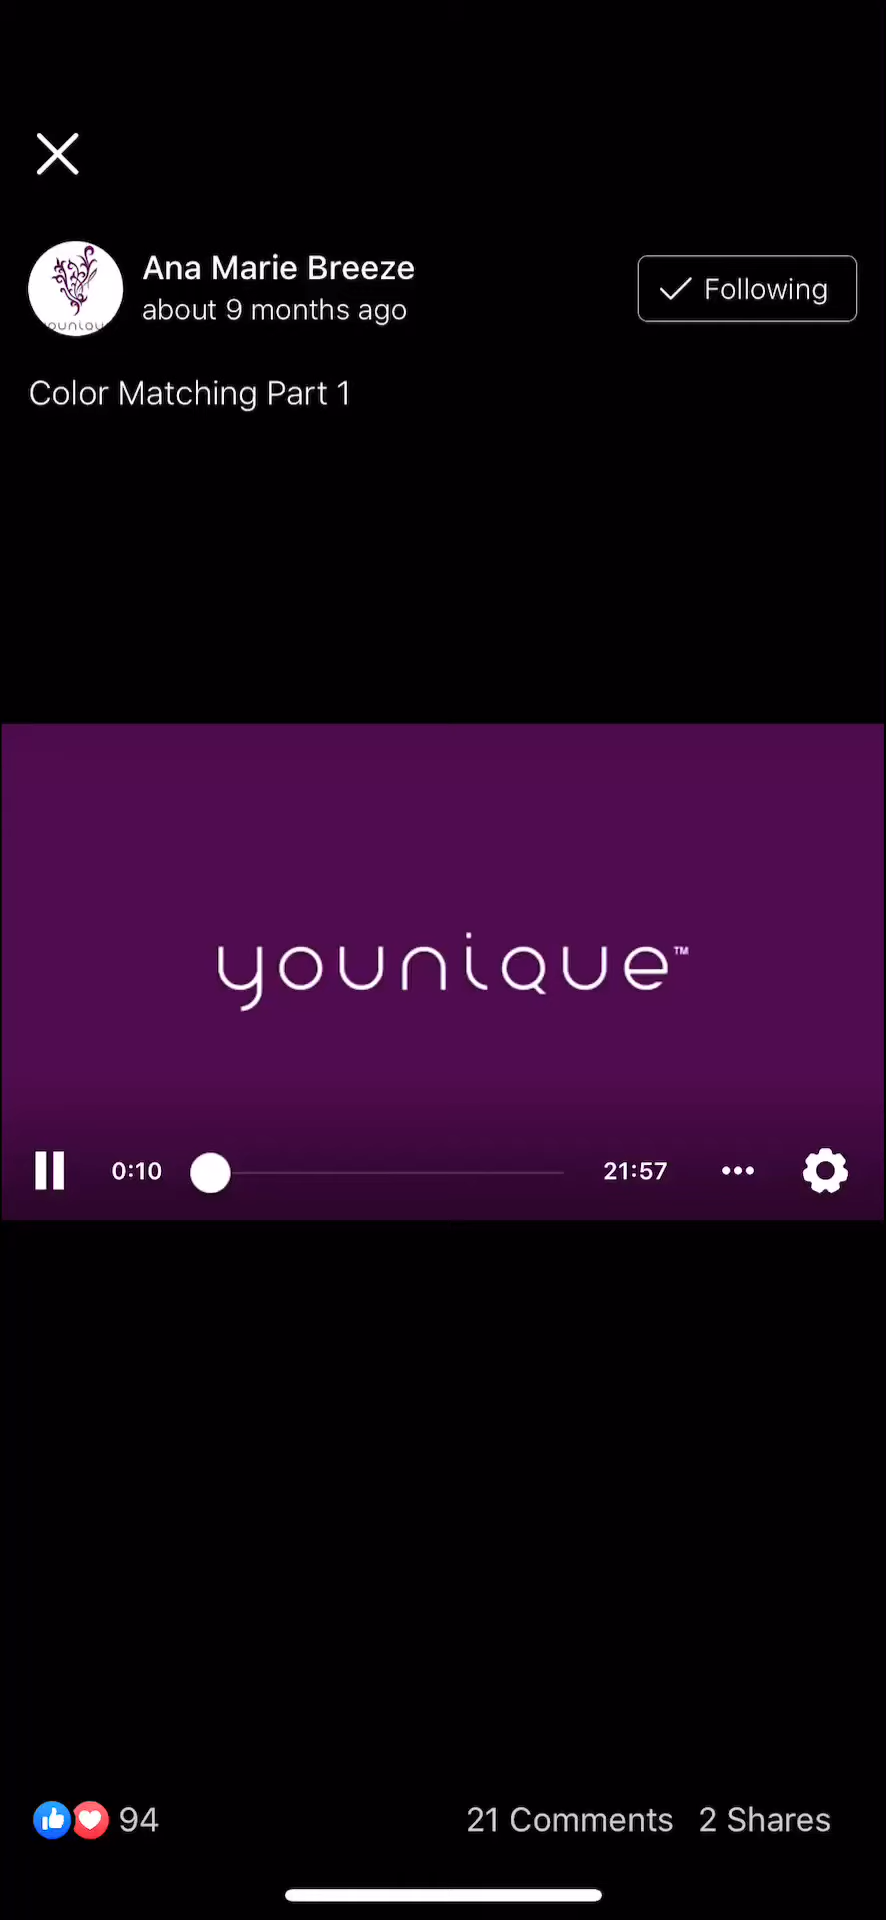 Ana Marie Breeze
about 9 months ago
Following
Color Matching Part 1
younique™
0:10
21:57
94
21 Comments
2 Shares